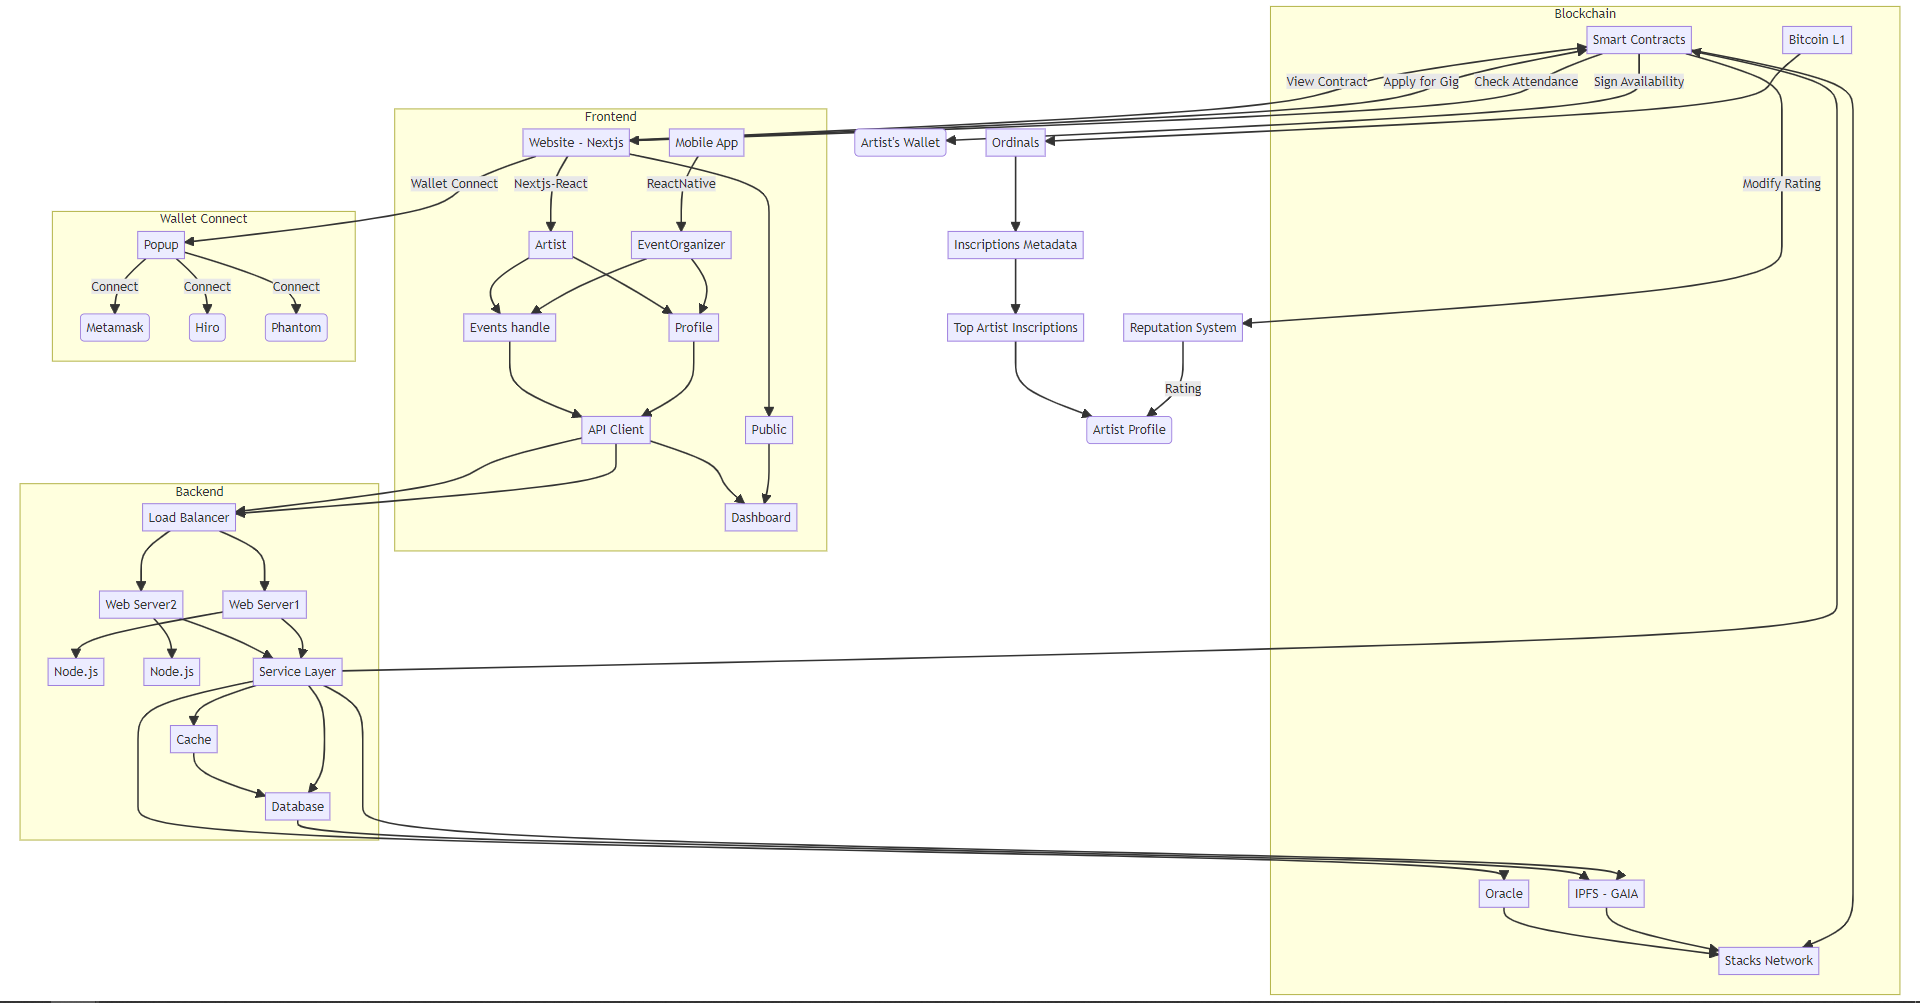 Blockchain
Smart Contracts
Bitcoin L1
View Contract
Apply for Gig
Check Attendance
Sign Availability
Frontend
Website - Nextjs
Mobile App
Artist's Wallet
Ordinals
Wallet Connect
Nextjs-React
ReactNative
Modify Rating
Wallet Connect
Popup
Artist
EventOrganizer
Inscriptions Metadata
Connect
Connect
Connect
Metamask
Hiro
Phantom
Events handle
Profile
Top Artist Inscriptions
Reputation System
Rating
API Client
Public
Artist Profile
Backend
Load Balancer
Dashboard
Web Server2
Web Server1
Node.js
Node.js
Service Layer
Cache
Database
Oracle
IPFS - GAIA
Stacks Network